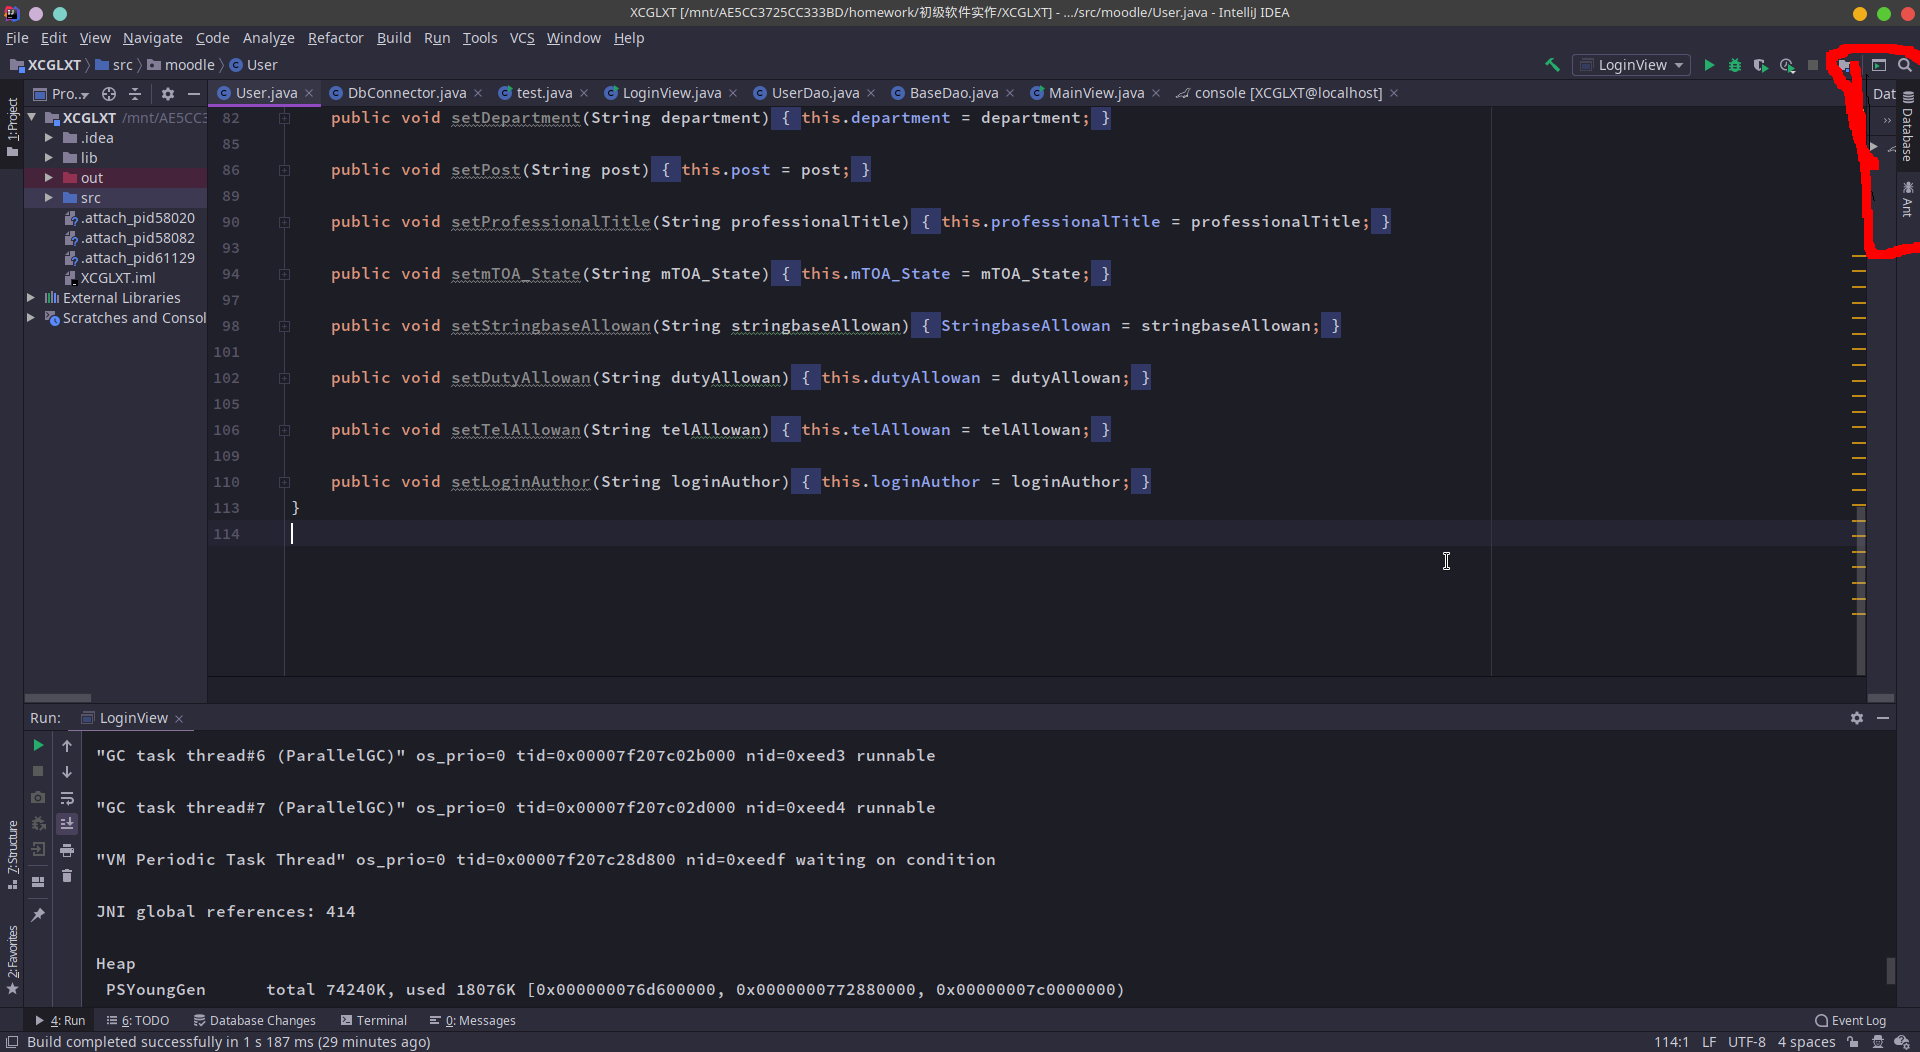 XCGLXT [/mnt/AE5CC3725CC333BD/homework/初级软件实作/XCGLXT] - .../src/moodle/User.java - IntelliJ IDEA
File Edit View Navigate Code Analyze Refactor Build Run Tools VCS Window Help
XCGLXT src moodle User
LoginView
1: Project
Pro..
User.java DbConnector.java test.java LoginView.java UserDao.java BaseDao.java MainView.java console [XCGLXT@localhost]
Dat
Database
Ant
XCGLXT /mnt/AE5CC3
.idea
lib
out
src
.attach_pid58020
.attach_pid58082
.attach_pid61129
XCGLXT.iml
External Libraries
Scratches and Consol
82 public void setDepartment(String department) { this.department = department; }
85
86 public void setPost(String post) { this.post = post; }
89
90 public void setProfessionalTitle(String professionalTitle) { this.professionalTitle = professionalTitle; }
93
94 public void setmTOA_State(String mTOA_State) { this.mTOA_State = mTOA_State; }
97
98 public void setStringbaseAllowan(String stringbaseAllowan) { StringbaseAllowan = stringbaseAllowan; }
101
102 public void setDutyAllowan(String dutyAllowan) { this.dutyAllowan = dutyAllowan; }
105
106 public void setTelAllowan(String telAllowan) { this.telAllowan = telAllowan; }
109
110 public void setLoginAuthor(String loginAuthor) { this.loginAuthor = loginAuthor; }
113 }
114
Run: LoginView
"GC task thread#6 (ParallelGC)" os_prio=0 tid=0x00007f207c02b000 nid=0xeed3 runnable
"GC task thread#7 (ParallelGC)" os_prio=0 tid=0x00007f207c02d000 nid=0xeed4 runnable
"VM Periodic Task Thread" os_prio=0 tid=0x00007f207c28d800 nid=0xeedf waiting on condition
JNI global references: 414
Heap
PSYoungGen total 74240K, used 18076K [0x000000076d600000, 0x0000000772880000, 0x00000007c0000000)
7: Structure
2: Favorites
4: Run 6: TODO Database Changes Terminal 0: Messages Event Log
Build completed successfully in 1 s 187 ms (29 minutes ago) 114:1 LF UTF-8 4 spaces